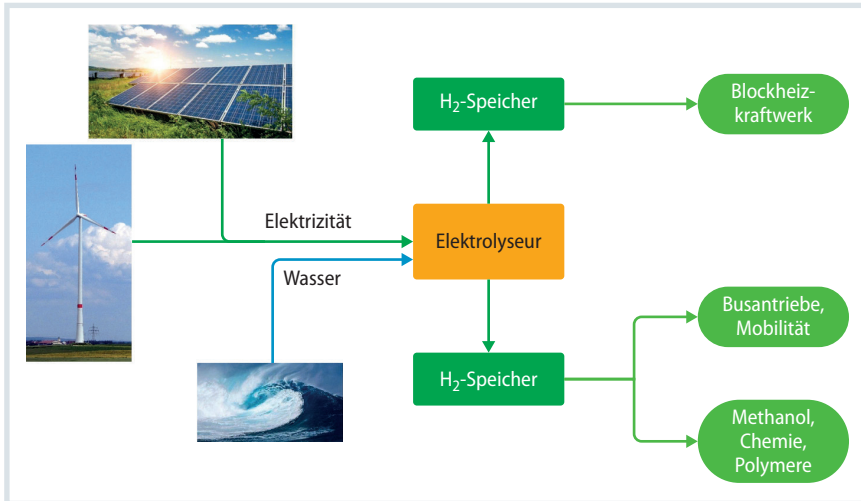 H₂-Speicher
Blockheiz-
kraftwerk
Elektrizität
Elektrolyseur
Wasser
Busantriebe,
Mobilität
H₂-Speicher
Methanol,
Chemie,
Polymere